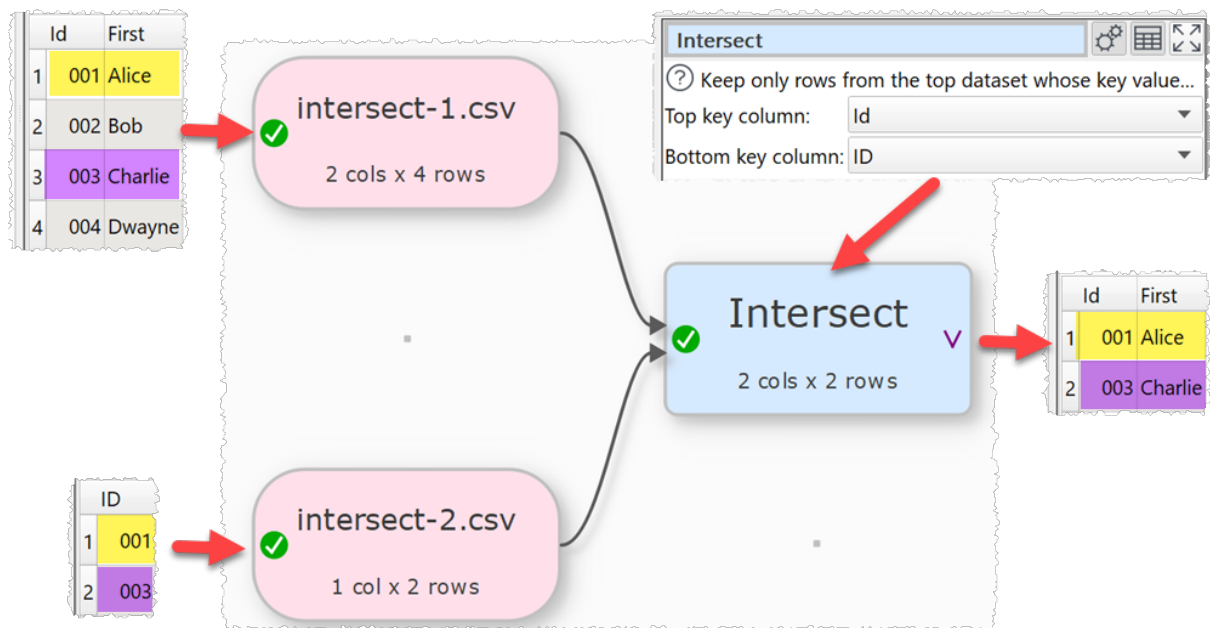 Id First
1 001 Alice
2 002 Bob
3 003 Charlie
4 004 Dwayne
intersect-1.csv
2 cols x 4 rows
Intersect
? Keep only rows from the top dataset whose key value...
Top key column: Id
Bottom key column: ID
Intersect
V
2 cols x 2 rows
Id First
1 001 Alice
2 003 Charlie
ID
1 001
2 003
intersect-2.csv
1 col x 2 rows